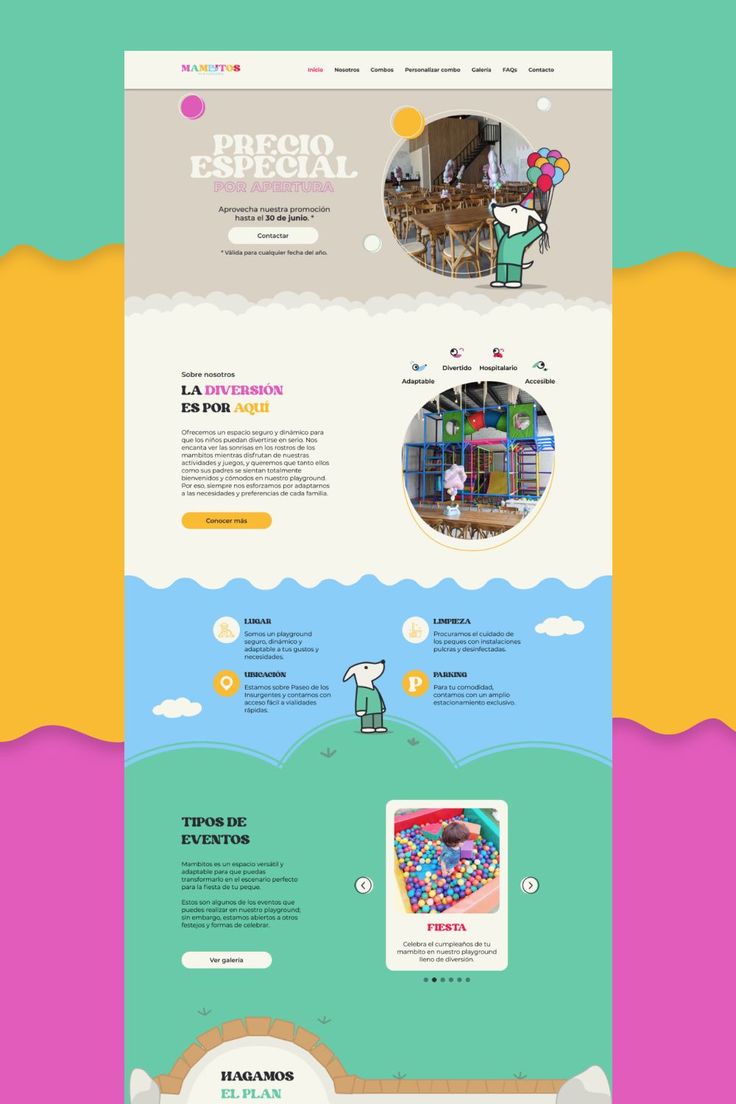 MAMBITOS
Inicio Nosotros Combos Personalizar combo Galería FAQs Contacto
PRECIO
ESPECIAL
POR APERTURA
Aprovecha nuestra promoción
hasta el 30 de junio. *
Contactar
* Válida para cualquier fecha del año.
Sobre nosotros
LA DIVERSIÓN
ES POR AQUÍ
Ofrecemos un espacio seguro y dinámico para
que los niños puedan divertirse en serio. Nos
encanta ver las sonrisas en los rostros de los
mambitos mientras disfrutan de nuestras
actividades y juegos, y queremos que tanto ellos
como sus padres se sientan totalmente
bienvenidos y cómodos en nuestro playground.
Por eso, siempre nos esforzamos por adaptarnos
a las necesidades y preferencias de cada familia.
Conocer más
Adaptable
Divertido
Hospitalario
Accesible
LUGAR
Somos un playground
seguro, dinámico y
adaptable a tus gustos y
necesidades.
LIMPIEZA
Procuramos el cuidado de
los peques con instalaciones
pulcras y desinfectadas.
UBICACIÓN
Estamos sobre Paseo de los
Insurgentes y contamos con
acceso fácil a vialidades
rápidas.
P
PARKING
Para tu comodidad,
contamos con un amplio
estacionamiento exclusivo.
TIPOS DE
EVENTOS
Mambitos es un espacio versátil y
adaptable para que puedas
transformarlo en el escenario perfecto
para la fiesta de tu peque.
Estos son algunos de los eventos que
puedes realizar en nuestro playground;
sin embargo, estamos abiertos a otros
festejos y formas de celebrar.
Ver galería
FIESTA
Celebra el cumpleaños de tu
mambito en nuestro playground
lleno de diversión.
HAGAMOS
EL PLAN